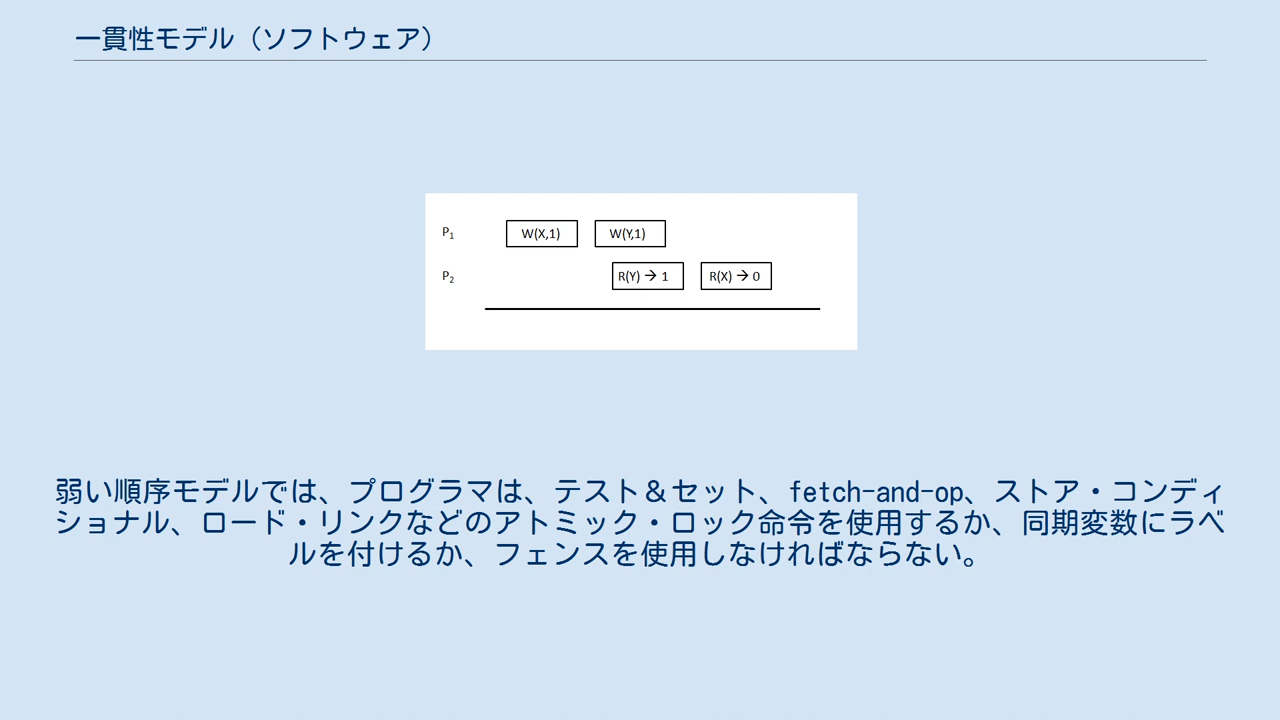 一貫性モデル（ソフトウェア）
P1 W(X,1) W(Y,1)
P2 R(Y) → 1 R(X) → 0
弱い順序モデルでは、プログラマは、テスト＆セット、fetch-and-op、ストア・コンディ
ショナル、ロード・リンクなどのアトミック・ロック命令を使用するか、同期変数にラベ
ルを付けるか、フェンスを使用しなければならない。